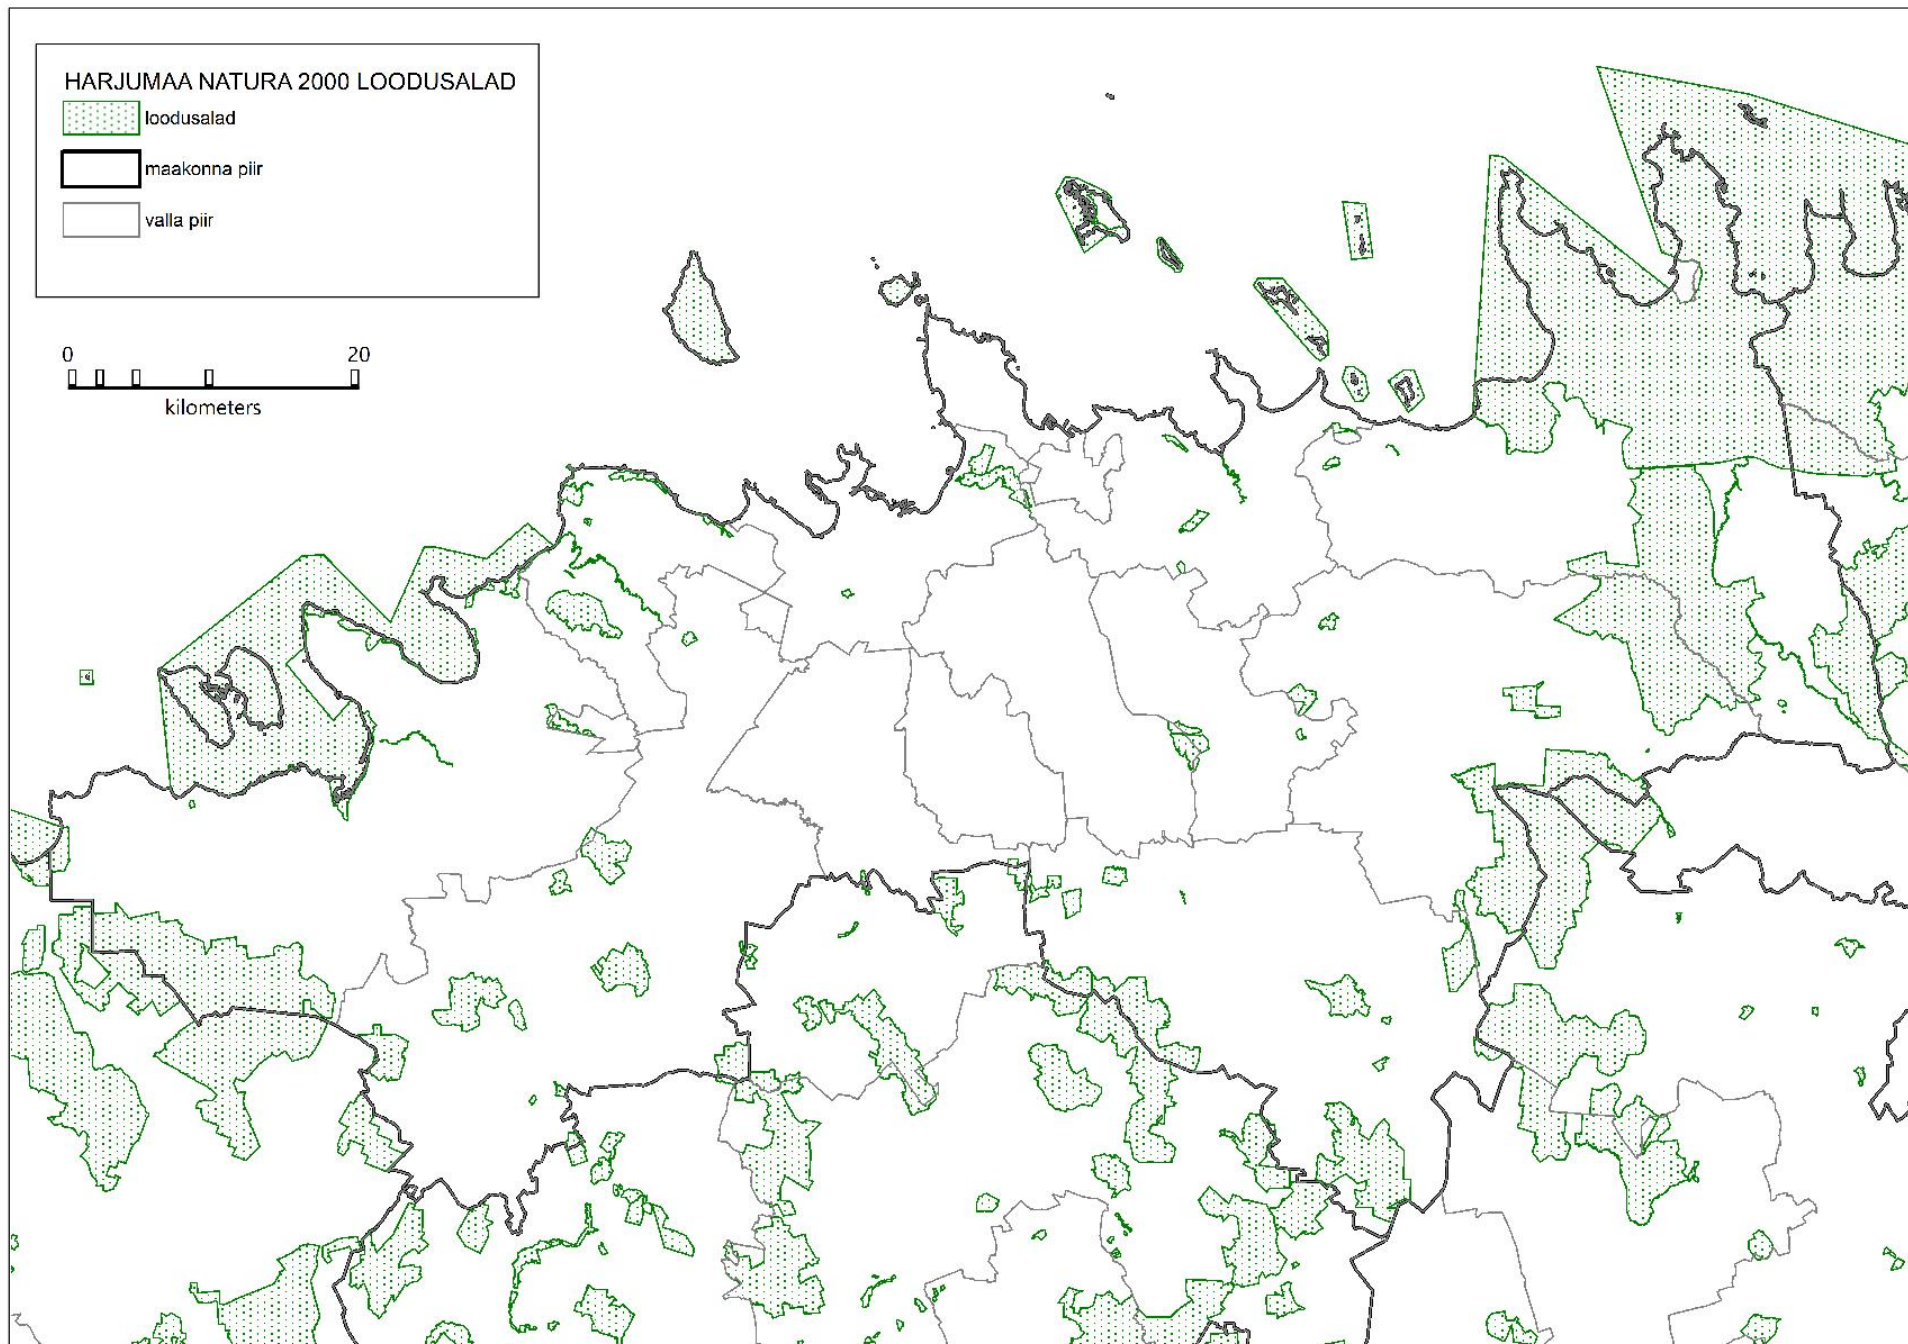 HARJUMAA NATURA 2000 LOODUSALAD
loodusalad
maakonna piir
valla piir
0 20
kilometers